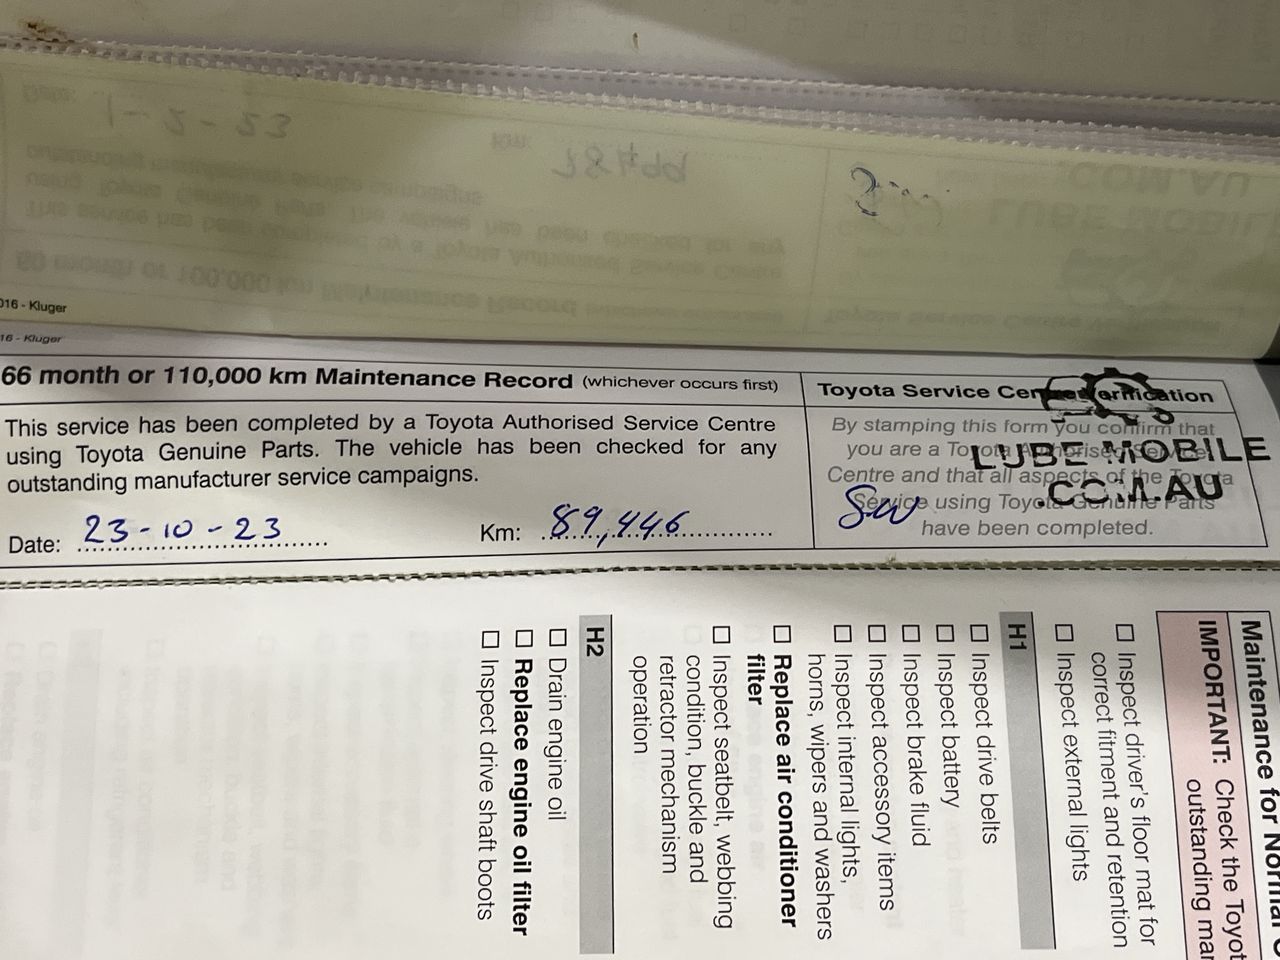 1-2-23
016 - Kluger
16 - Kluger
66 month or 110,000 km Maintenance Record (whichever occurs first)
This service has been completed by a Toyota Authorised Service Centre
using Toyota Genuine Parts. The vehicle has been checked for any
outstanding manufacturer service campaigns.
Date: 23-10-23
Km: 89,446
Toyota Service Centre Verification
By stamping this form you confirm that
you are a Toyota Authorised Service
Centre and that all aspects of the Toyota
Service using Toyota Genuine Parts
have been completed.
LUBE MOBILE
.COM.AU
Sw
Maintenance for Normal
IMPORTANT: Check the Toyot
outstanding mar
☐ Inspect driver's floor mat for
correct fitment and retention
☐ Inspect external lights
H1
☐ Inspect drive belts
☐ Inspect battery
☐ Inspect brake fluid
☐ Inspect accessory items
☐ Inspect internal lights,
horns, wipers and washers
☐ Replace air conditioner
filter
☐ Inspect seatbelt, webbing
condition, buckle and
retractor mechanism
operation
H2
☐ Drain engine oil
☐ Replace engine oil filter
☐ Inspect drive shaft boots